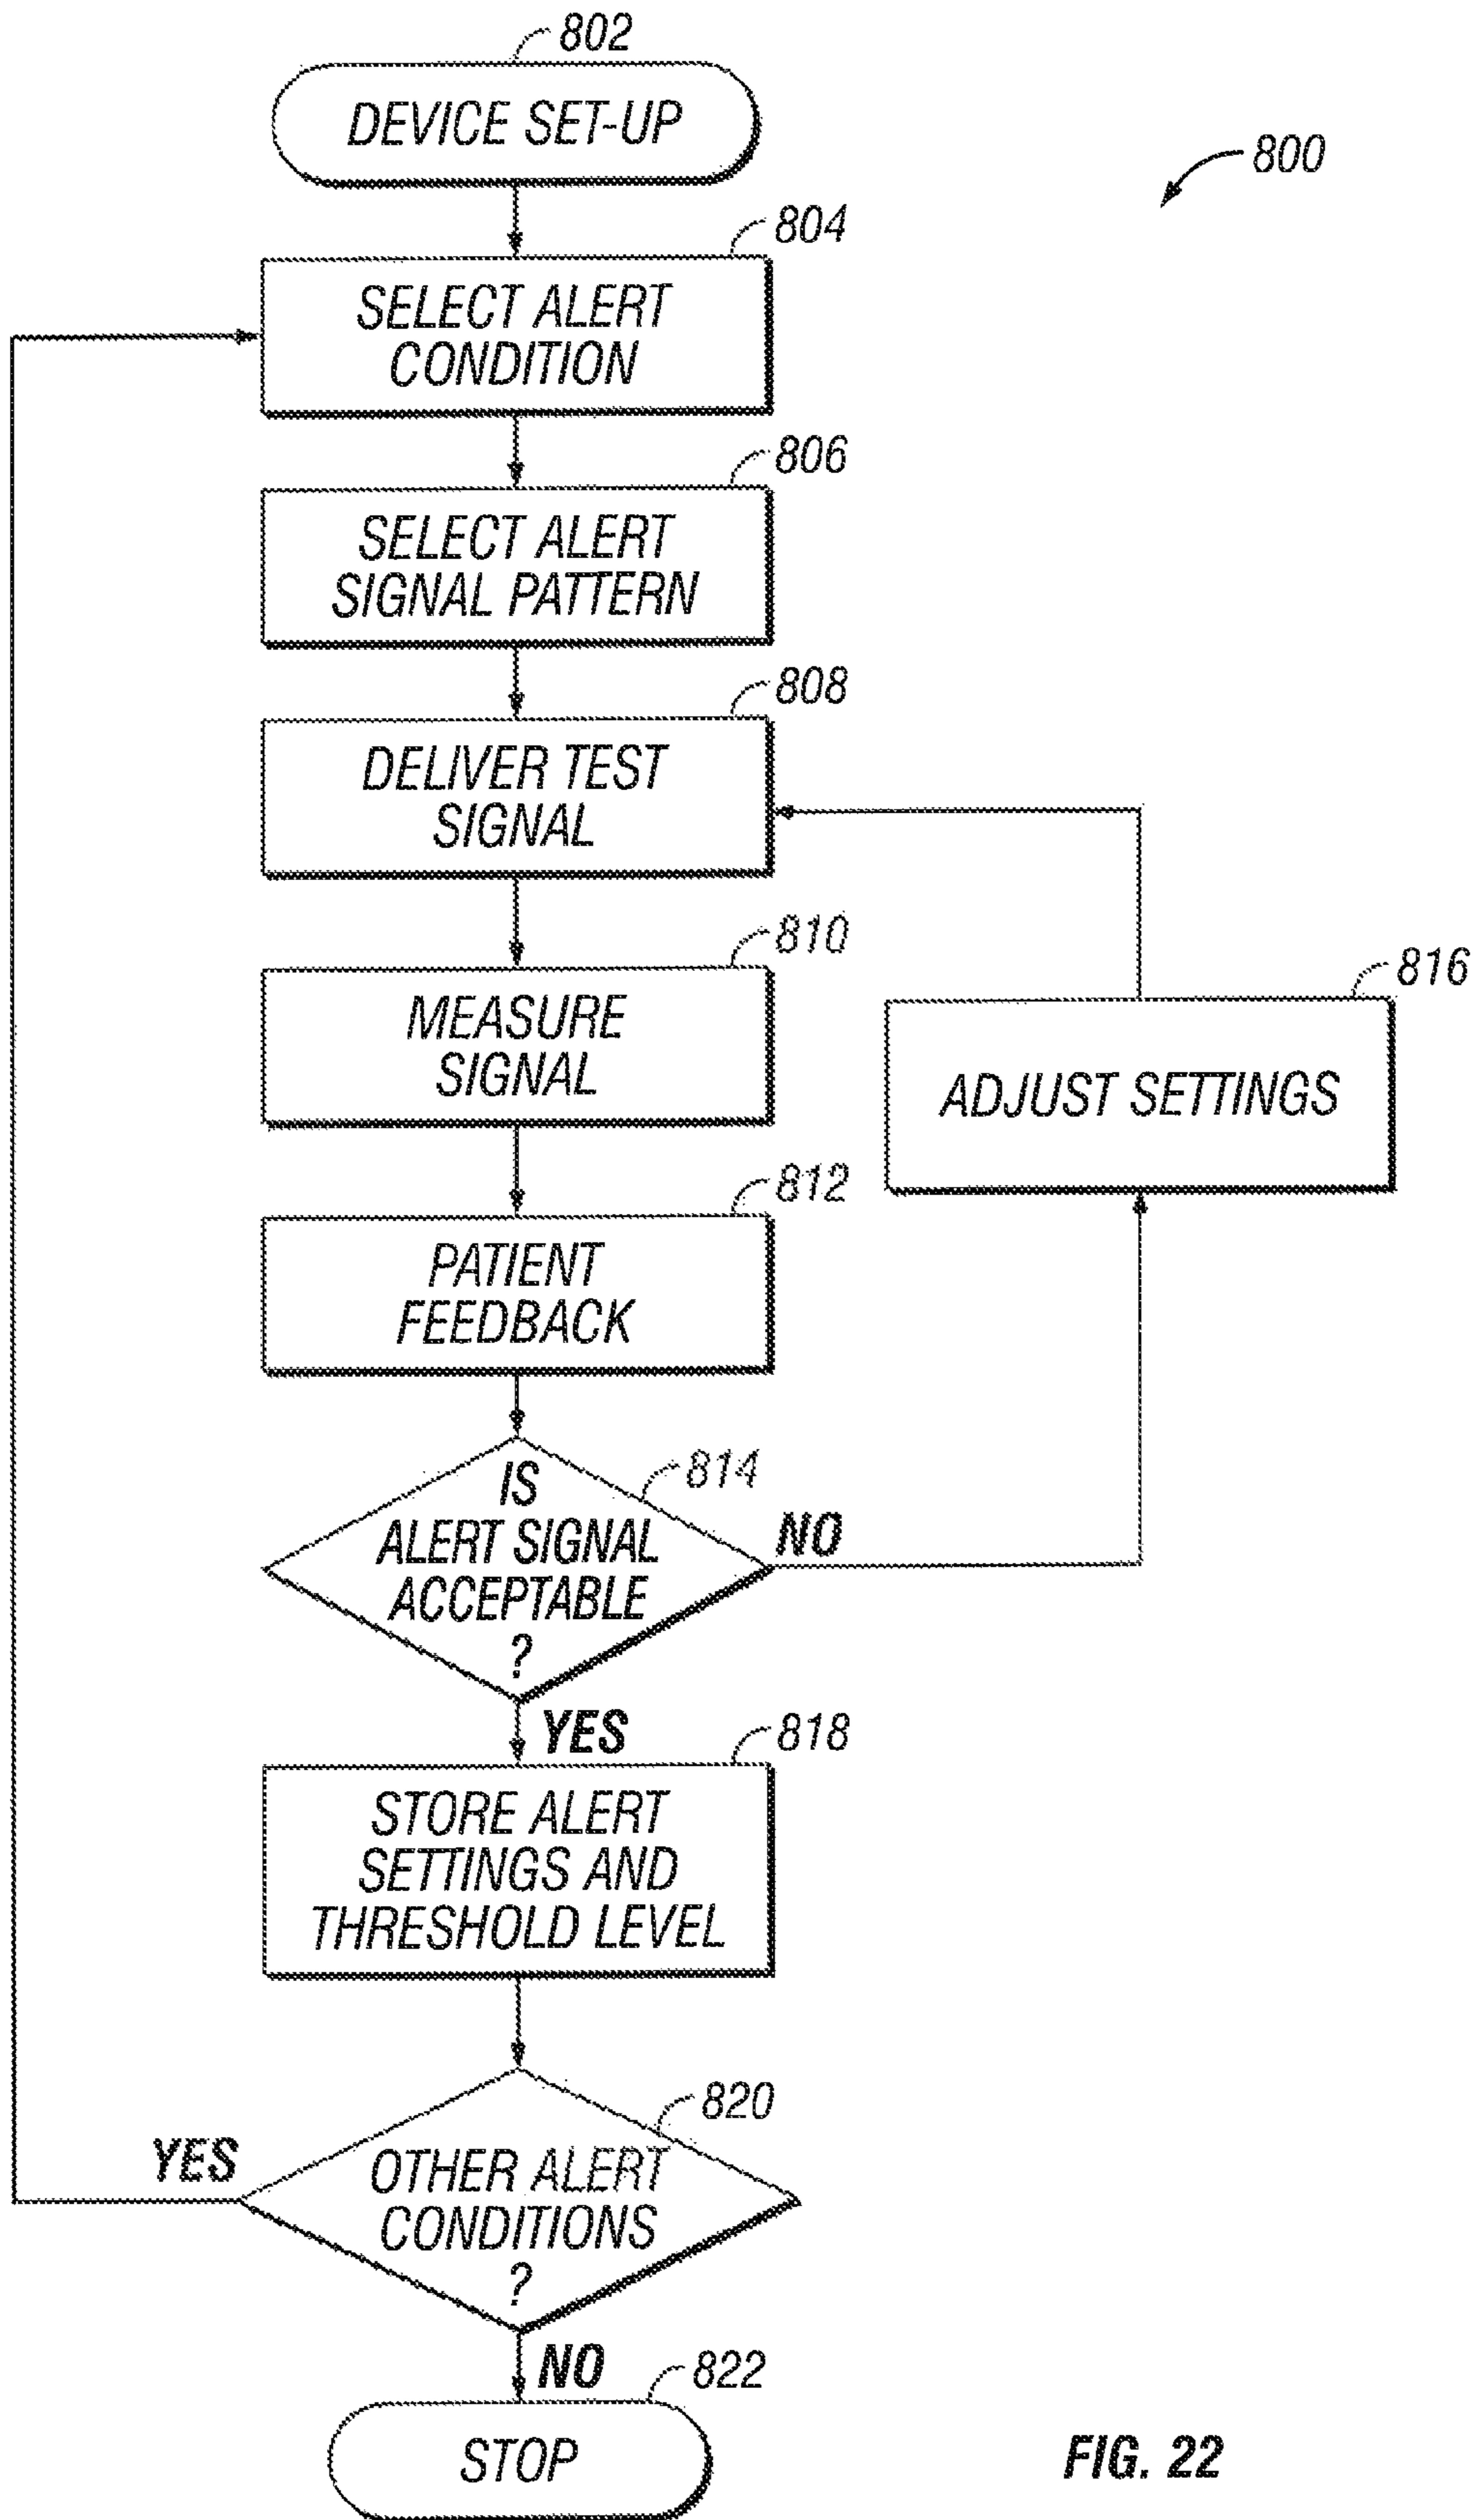 802
DEVICE SET-UP
800
804
SELECT ALERT
CONDITION
806
SELECT ALERT
SIGNAL PATTERN
808
DELIVER TEST
SIGNAL
810
MEASURE
SIGNAL
816
ADJUST SETTINGS
812
PATIENT
FEEDBACK
814
IS
ALERT SIGNAL
ACCEPTABLE
?
NO
YES
818
STORE ALERT
SETTINGS AND
THRESHOLD LEVEL
820
YES
OTHER ALERT
CONDITIONS
?
NO
822
STOP
FIG. 22